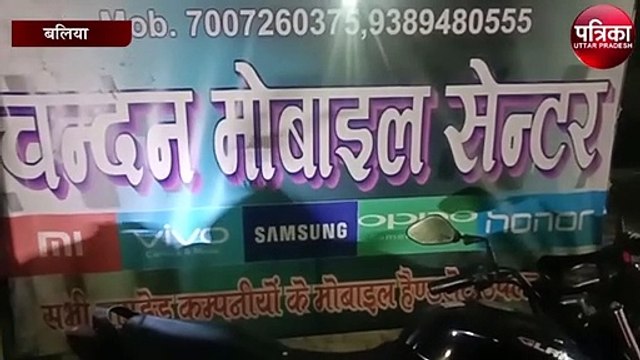 बलिया
पत्रिका
UTTAR PRADESH
Mob. 7007260375,9389480555
चन्दन मोबाइल सेन्टर
mi vivo SAMSUNG oppo honor
सभी कम्पनीयों के मोबाइल